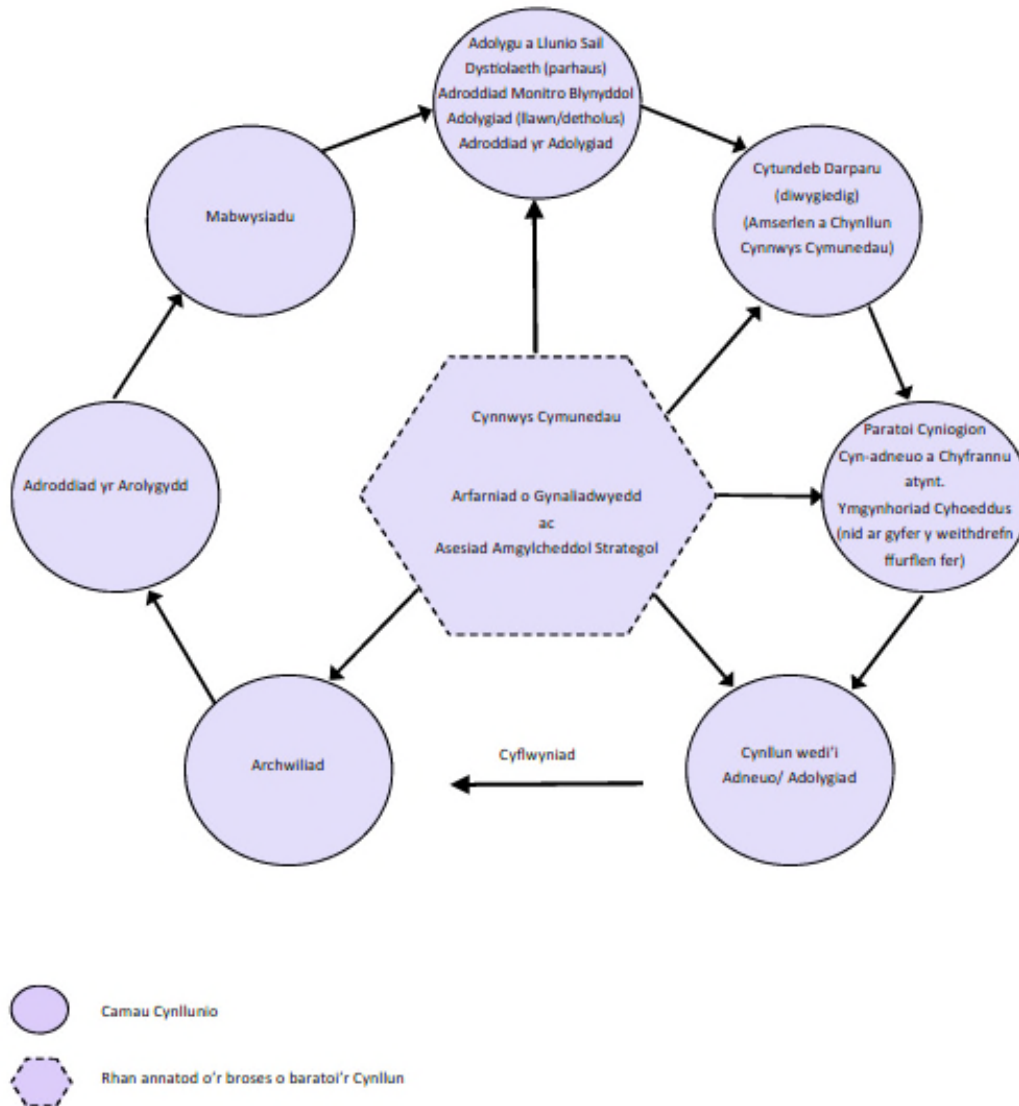 Adolygu a Llunio Sail
Dystiolaeth (parhaus)
Adroddiad Monitro Blynyddol
Adolygiad (llawn/detholus)
Adroddiad yr Adolygiad
Cytundeb Darparu
(diwygiedig)
(Amserlen a Chynllun
Cynnwys Cymunedau)
Paratoi Cyniogion
Cyn-adneuo a Chyfrannu
atynt.
Ymgynhoriad Cyhoeddus
(nid ar gyfer y weithdrefn
ffurflen fer)
Cynllun wedi'i
Adneuo/ Adolygiad
Cyflwyniad
Archwiliad
Adroddiad yr Arolygydd
Mabwysiadu
Cynnwys Cymunedau
Arfarniad o Gynaliadwyedd
ac
Asesiad Amgylcheddol Strategol
Camau Cynllunio
Rhan annatod o'r broses o baratoi'r Cynllun